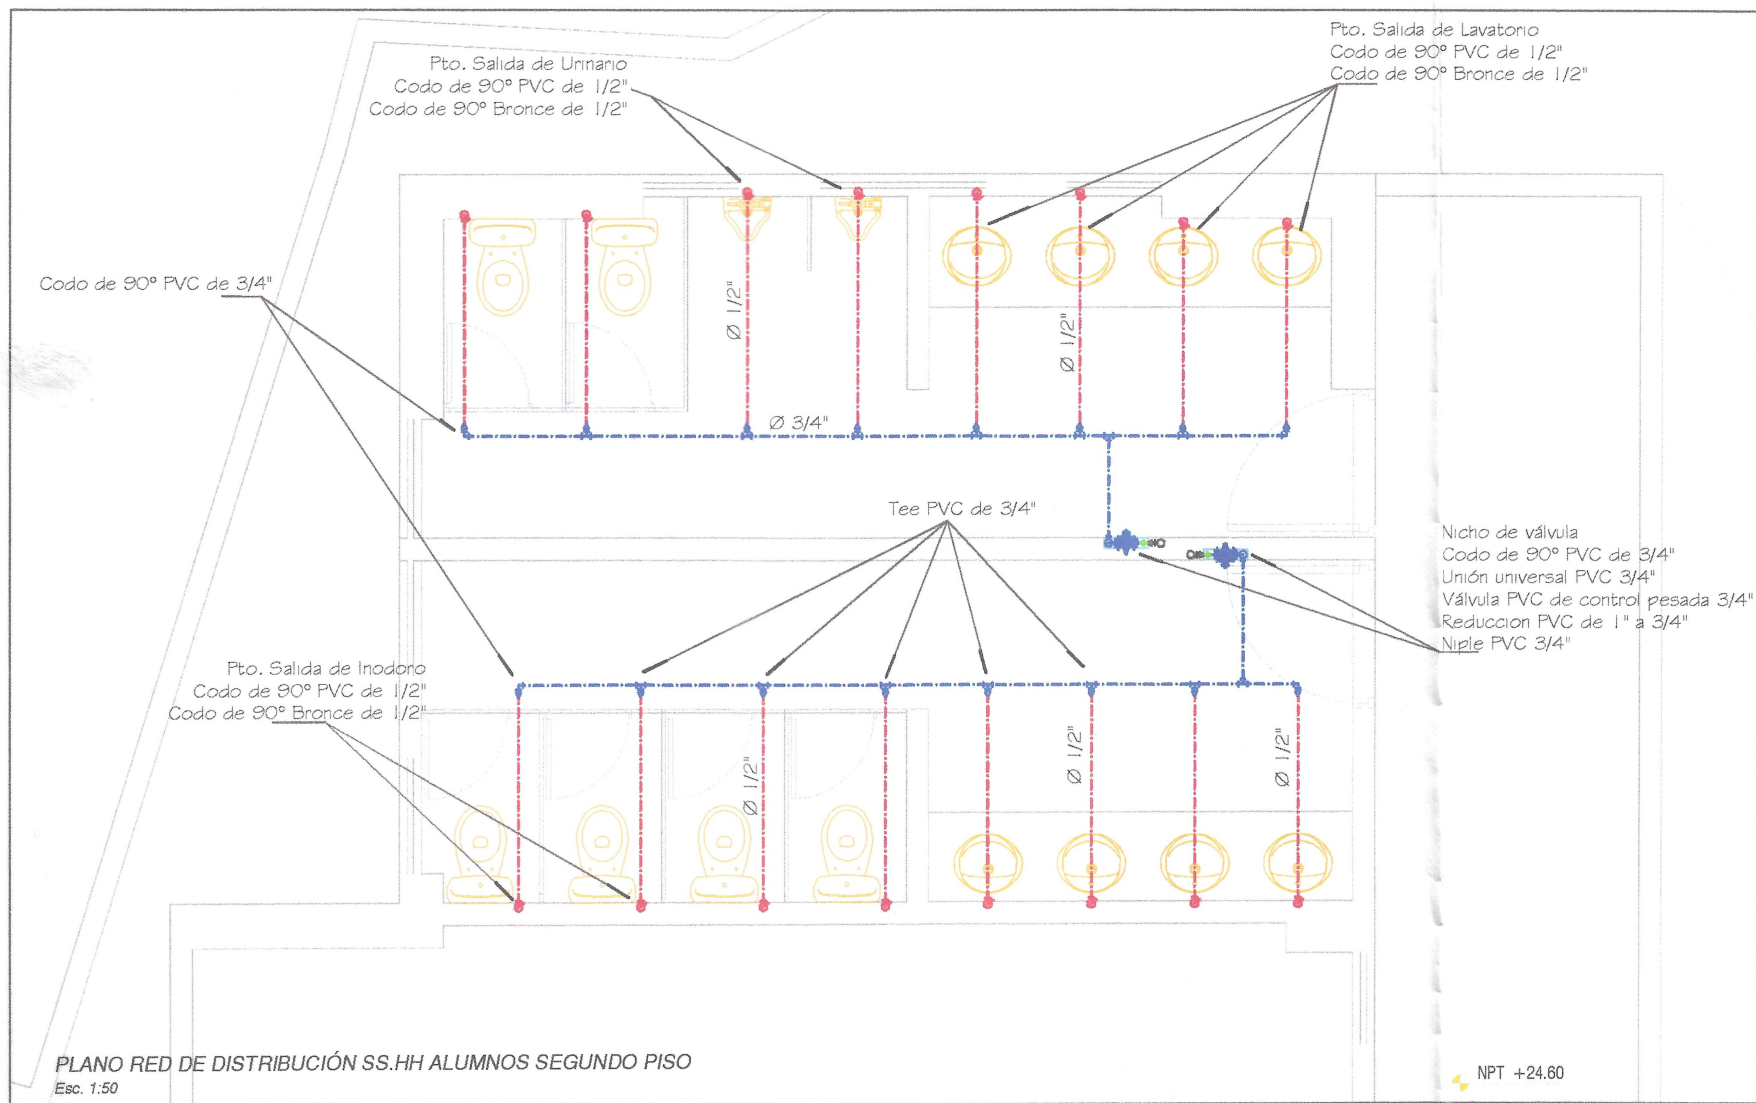 Pto. Salida de Urinario
Codo de 90° PVC de 1/2"
Codo de 90° Bronce de 1/2"
Pto. Salida de Lavatorio
Codo de 90° PVC de 1/2"
Codo de 90° Bronce de 1/2"
Codo de 90° PVC de 3/4"
Ø 1/2"
Ø 1/2"
Ø 3/4"
Tee PVC de 3/4"
Nicho de válvula
Codo de 90° PVC de 3/4"
Unión universal PVC 3/4"
Válvula PVC de control pesada 3/4"
Reduccion PVC de 1" a 3/4"
Niple PVC 3/4"
Pto. Salida de Inodoro
Codo de 90° PVC de 1/2"
Codo de 90° Bronce de 1/2"
Ø 1/2"
Ø 1/2"
Ø 1/2"
PLANO RED DE DISTRIBUCIÓN SS.HH ALUMNOS SEGUNDO PISO
Esc. 1:50
NPT +24.60